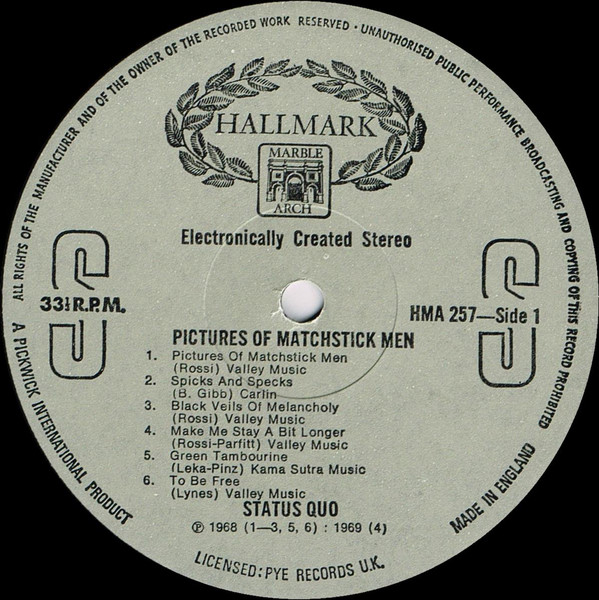 ALL RIGHTS OF THE MANUFACTURER AND OF THE OWNER OF THE RECORDED WORK RESERVED · UNAUTHORISED PUBLIC PERFORMANCE BROADCASTING AND COPYING OF THIS RECORD PROHIBITED
HALLMARK
MARBLE
ARCH
Electronically Created Stereo
33⅓ R.P.M.
HMA 257—Side 1
PICTURES OF MATCHSTICK MEN
1. Pictures Of Matchstick Men
(Rossi) Valley Music
2. Spicks And Specks
(B. Gibb) Carlin
3. Black Veils Of Melancholy
(Rossi) Valley Music
4. Make Me Stay A Bit Longer
(Rossi-Parfitt) Valley Music
5. Green Tambourine
(Leka-Pinz) Kama Sutra Music
6. To Be Free
(Lynes) Valley Music
STATUS QUO
℗ 1968 (1—3, 5, 6) : 1969 (4)
A PICKWICK INTERNATIONAL PRODUCT
LICENSED: PYE RECORDS U.K.
MADE IN ENGLAND